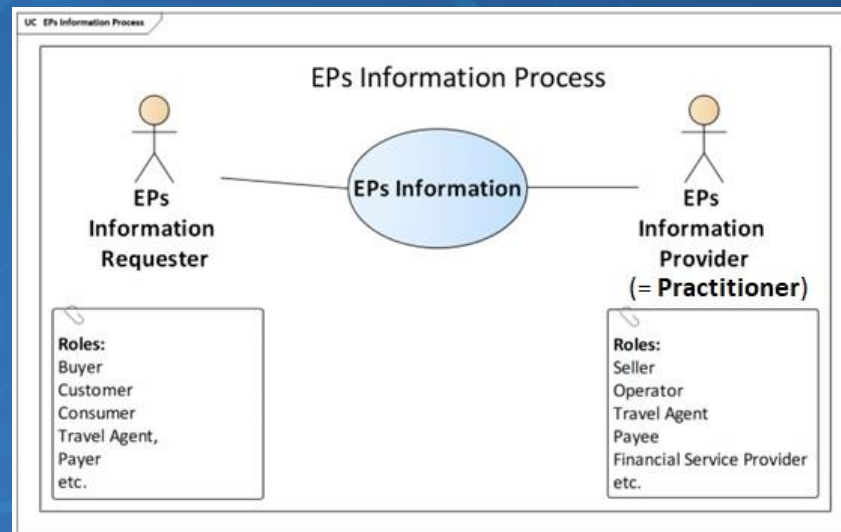 UC EPs Information Process
EPs Information Process
EPs
Information
Requester
EPs Information
EPs
Information
Provider
(= Practitioner)
Roles:
Buyer
Customer
Consumer
Travel Agent,
Payer
etc.
Roles:
Seller
Operator
Travel Agent
Payee
Financial Service Provider
etc.